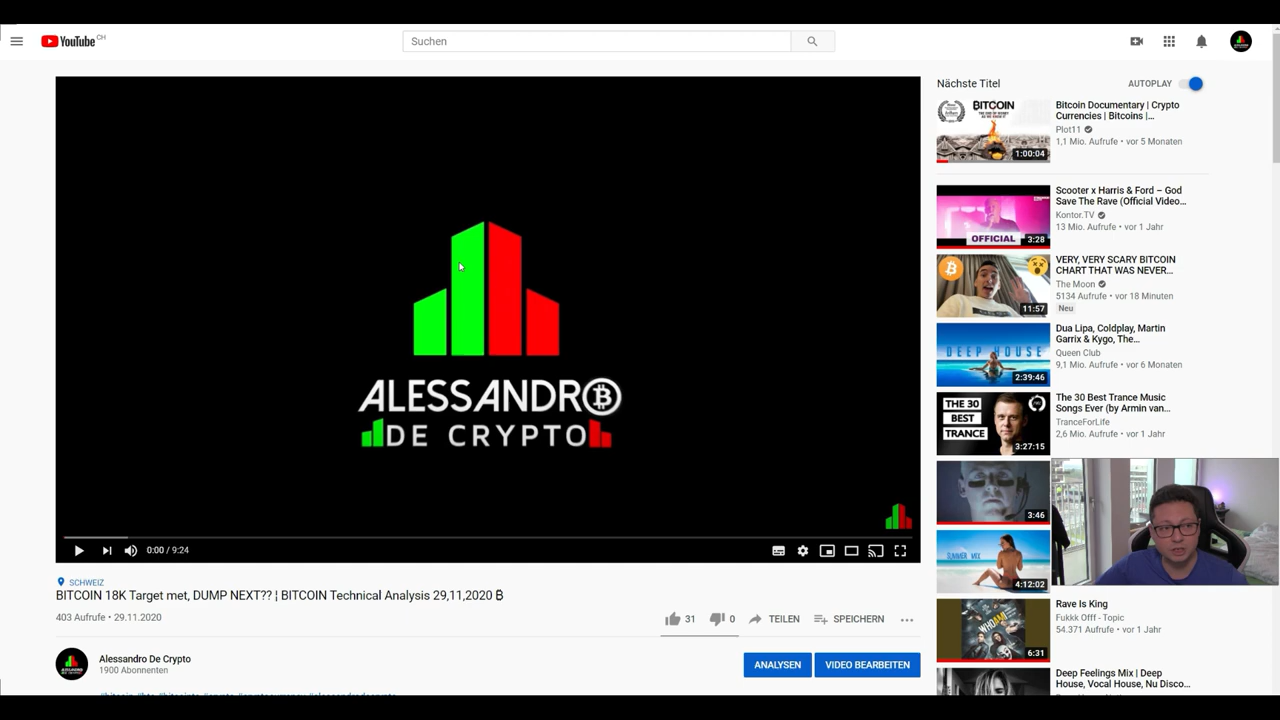 YouTube CH
Suchen
ALESSANDRO
DE CRYPTO
0:00 / 9:24
SCHWEIZ
BITCOIN 18K Target met, DUMP NEXT?? ¦ BITCOIN Technical Analysis 29,11,2020 ₿
403 Aufrufe • 29.11.2020
31
0
TEILEN
SPEICHERN
Alessandro De Crypto
1900 Abonnenten
ANALYSEN
VIDEO BEARBEITEN
Nächste Titel
AUTOPLAY
BITCOIN
1:00:04
Bitcoin Documentary | Crypto
Currencies | Bitcoins |...
Plot11
1,1 Mio. Aufrufe • vor 5 Monaten
OFFICIAL
3:28
Scooter x Harris & Ford – God
Save The Rave (Official Video...
Kontor.TV
13 Mio. Aufrufe • vor 1 Jahr
11:57
VERY, VERY SCARY BITCOIN
CHART THAT WAS NEVER...
The Moon
5134 Aufrufe • vor 18 Minuten
Neu
DEEP HOUSE
2:39:46
Dua Lipa, Coldplay, Martin
Garrix & Kygo, The...
Queen Club
9,1 Mio. Aufrufe • vor 6 Monaten
THE 30
BEST
TRANCE
3:27:15
The 30 Best Trance Music
Songs Ever (by Armin van...
TranceForLife
2,6 Mio. Aufrufe • vor 1 Jahr
3:46
SUMMER MIX
4:12:02
WHOAMI
6:31
Rave Is King
Fukkk Offf - Topic
54.371 Aufrufe • vor 1 Jahr
Deep Feelings Mix | Deep
House, Vocal House, Nu Disco...